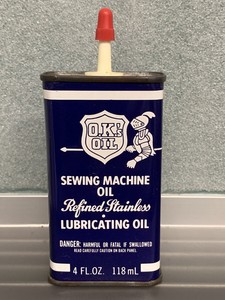 O.K'S
OIL
SEWING MACHINE
OIL
Refined Stainless
LUBRICATING OIL
DANGER: HARMFUL OR FATAL IF SWALLOWED
READ CAREFULLY CAUTION ON BACK PANEL
4 FL.OZ. 118 mL